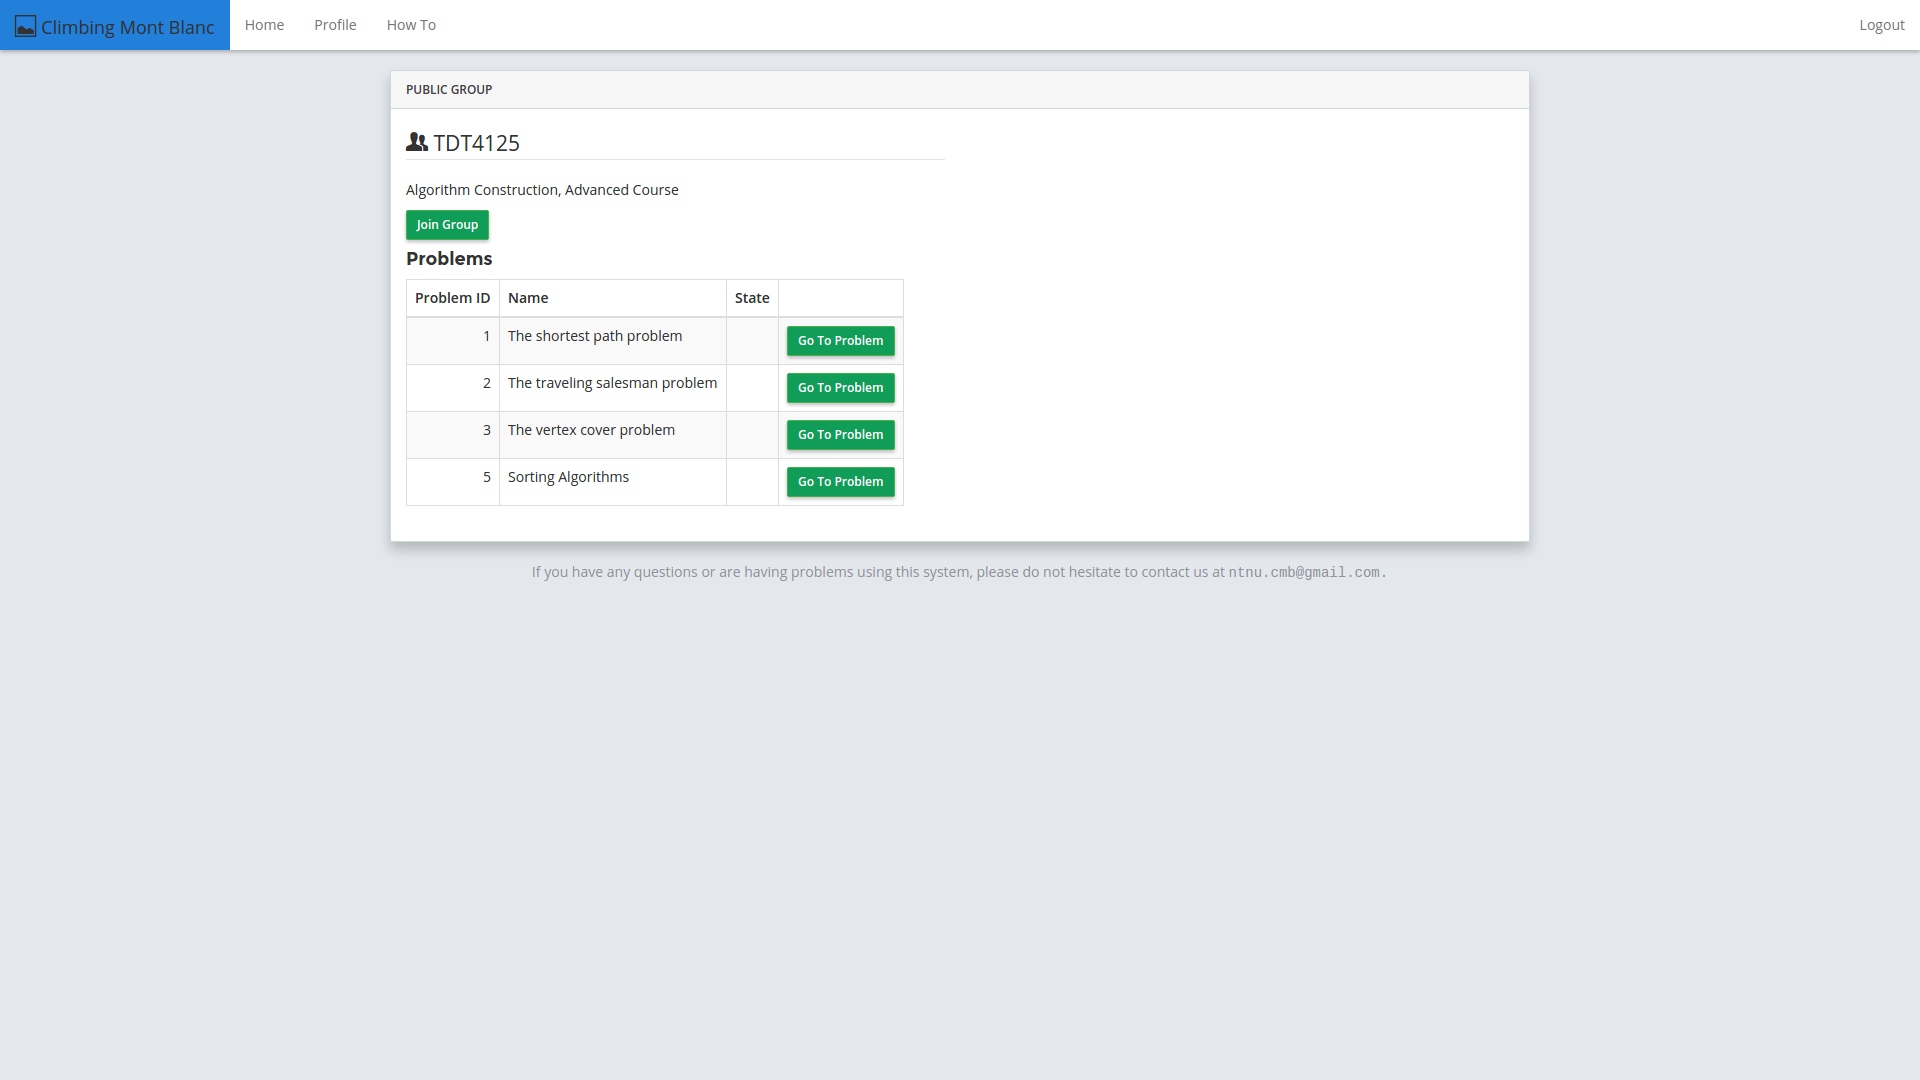 Climbing Mont Blanc Home Profile How To Logout
PUBLIC GROUP
TDT4125
Algorithm Construction, Advanced Course
Join Group
Problems
Problem ID Name State
1 The shortest path problem Go To Problem
2 The traveling salesman problem Go To Problem
3 The vertex cover problem Go To Problem
5 Sorting Algorithms Go To Problem
If you have any questions or are having problems using this system, please do not hesitate to contact us at ntnu.cmb@gmail.com.